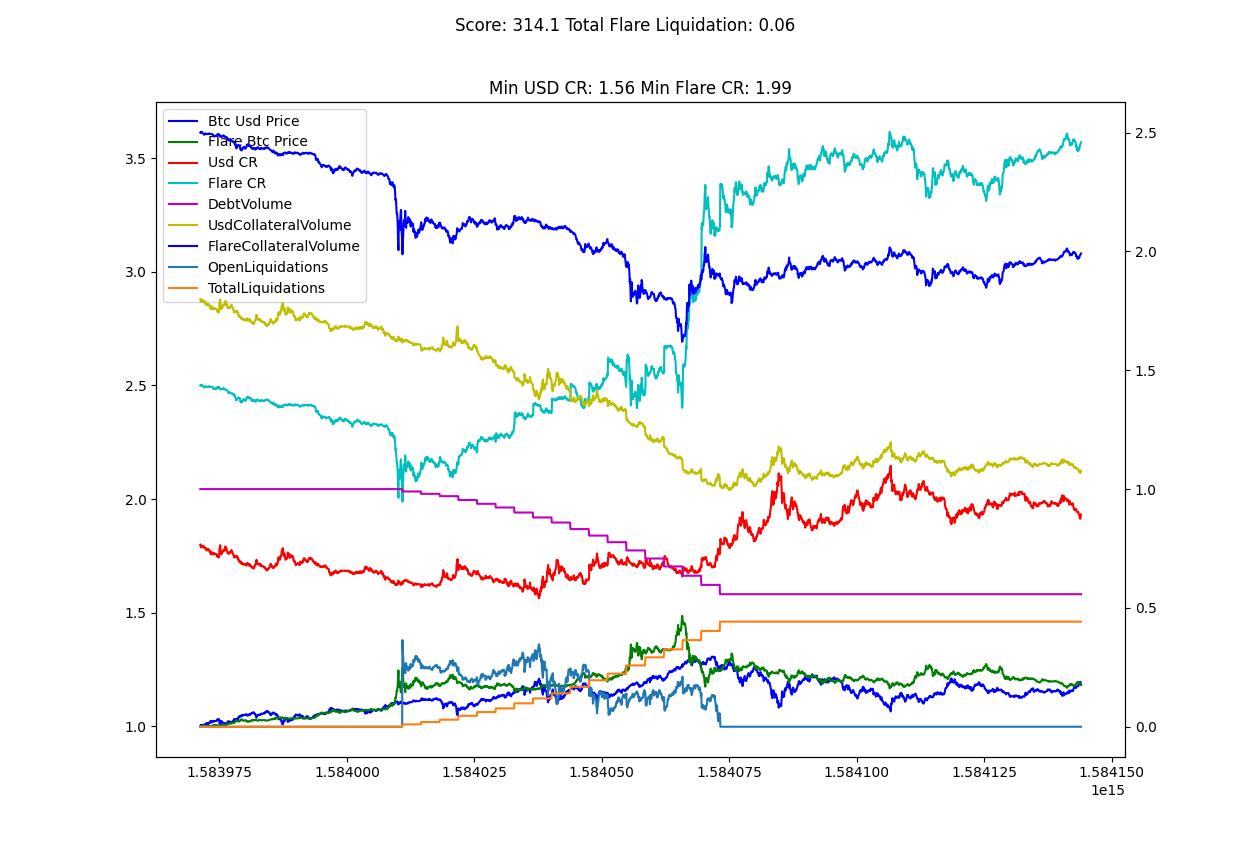 Score: 314.1 Total Flare Liquidation: 0.06
Min USD CR: 1.56 Min Flare CR: 1.99
Btc Usd Price
Flare Btc Price
Usd CR
Flare CR
DebtVolume
UsdCollateralVolume
FlareCollateralVolume
OpenLiquidations
TotalLiquidations
3.5
3.0
2.5
2.0
1.5
1.0
2.5
2.0
1.5
1.0
0.5
0.0
1.583975 1.584000 1.584025 1.584050 1.584075 1.584100 1.584125 1.584150
1e15